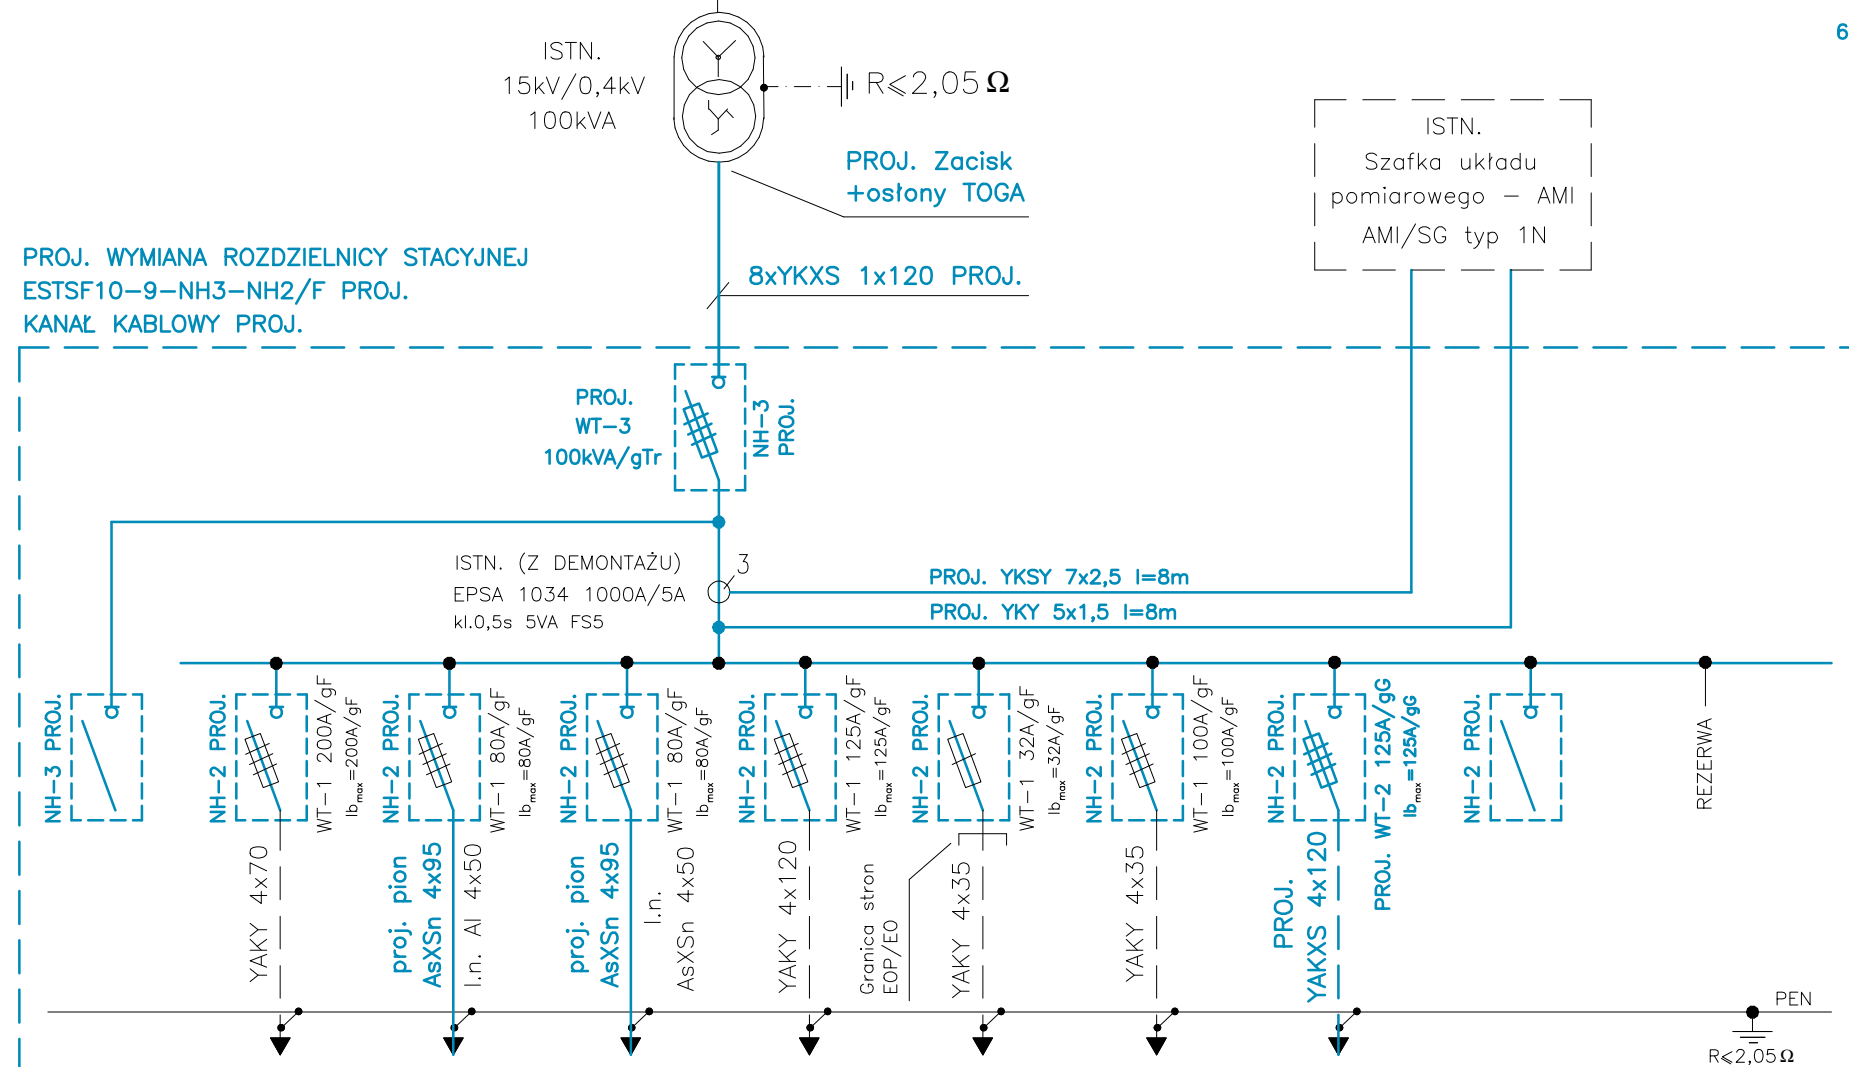 6
ISTN.
15kV/0,4kV
100kVA
R⩽2,05 Ω
PROJ. Zacisk
+osłony TOGA
ISTN.
Szafka układu
pomiarowego – AMI
AMI/SG typ 1N
PROJ. WYMIANA ROZDZIELNICY STACYJNEJ
ESTSF10-9-NH3-NH2/F PROJ.
KANAŁ KABLOWY PROJ.
8xYKXS 1x120 PROJ.
PROJ.
WT-3
100kVA/gTr
NH-3
PROJ.
ISTN. (Z DEMONTAŻU)
EPSA 1034 1000A/5A
kl.0,5s 5VA FS5
3
PROJ. YKSY 7x2,5 l=8m
PROJ. YKY 5x1,5 l=8m
NH-3 PROJ.
NH-2 PROJ.
WT-1 200A/gF
Ibmax=200A/gF
YAKY 4x70
NH-2 PROJ.
WT-1 80A/gF
Ibmax=80A/gF
proj. pion
AsXSn 4x95
l.n. Al 4x50
NH-2 PROJ.
WT-1 80A/gF
Ibmax=80A/gF
proj. pion
AsXSn 4x95
l.n.
AsXSn 4x50
NH-2 PROJ.
WT-1 125A/gF
Ibmax=125A/gF
YAKY 4x120
NH-2 PROJ.
WT-1 32A/gF
Ibmax=32A/gF
Granica stron
EOP/EO
YAKY 4x35
NH-2 PROJ.
WT-1 100A/gF
Ibmax=100A/gF
YAKY 4x35
NH-2 PROJ.
PROJ. WT-2 125A/gG
Ibmax=125A/gG
PROJ.
YAKXS 4x120
NH-2 PROJ.
REZERWA
PEN
R⩽2,05 Ω